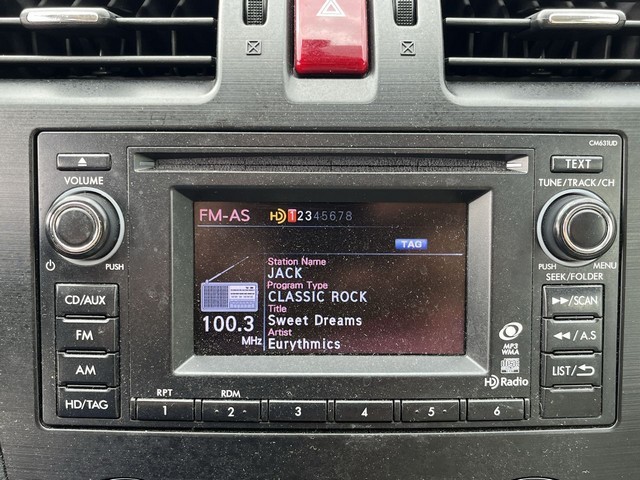 CM631UD
TEXT
VOLUME
TUNE/TRACK/CH
FM-AS HD 12345678
TAG
Station Name
JACK
Program Type
CLASSIC ROCK
Title
Sweet Dreams
Artist
Eurythmics
100.3
MHz
PUSH
PUSH MENU
SEEK/FOLDER
CD/AUX
FM
AM
HD/TAG
SCAN
/ A.S
LIST/
MP3
WMA
HD Radio
RPT RDM
1 -2- 3 4 -5- 6